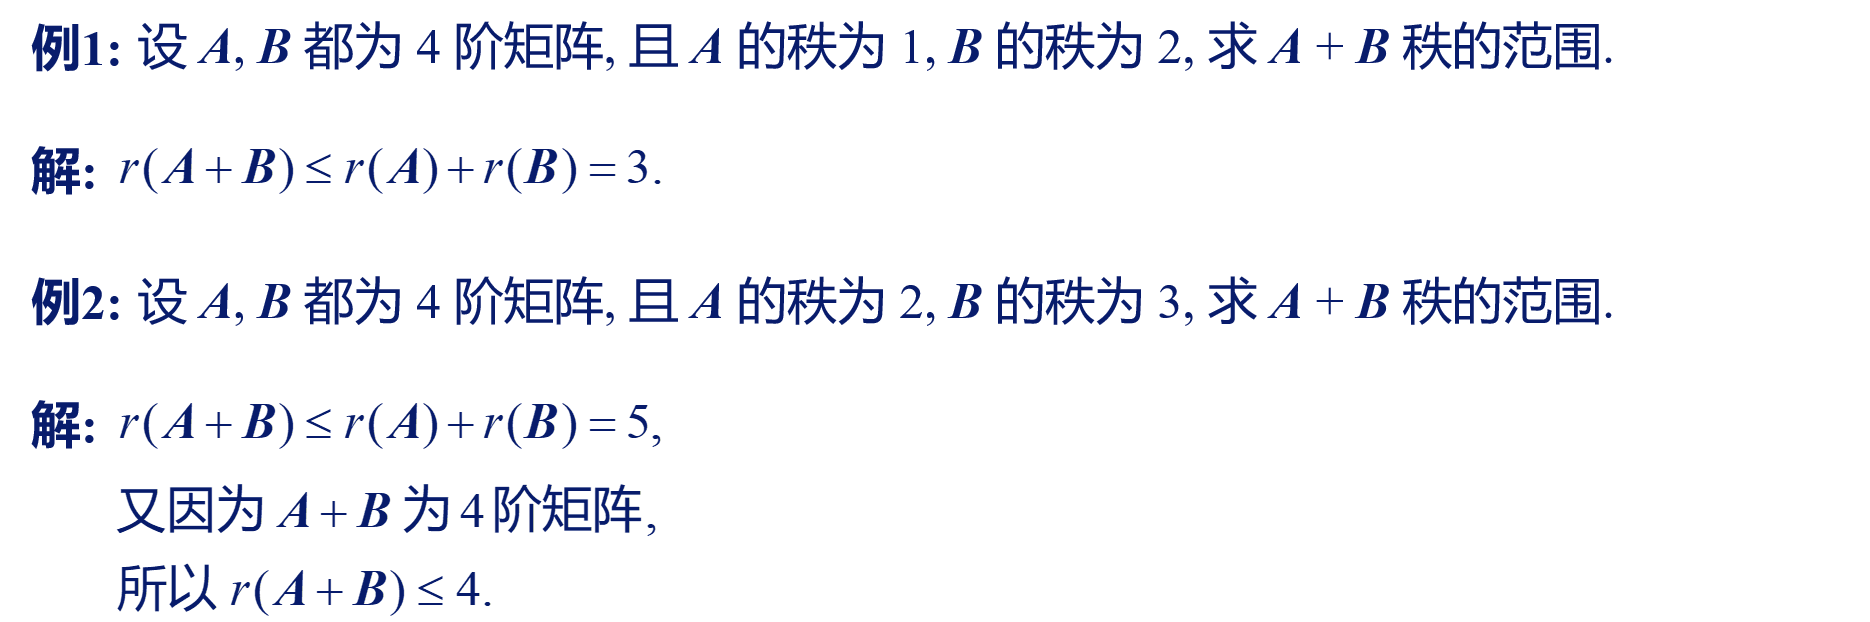 例1: 设 A, B 都为 4 阶矩阵, 且 A 的秩为 1, B 的秩为 2, 求 A + B 秩的范围.
解: r(A+B)≤r(A)+r(B)=3.
例2: 设 A, B 都为 4 阶矩阵, 且 A 的秩为 2, B 的秩为 3, 求 A + B 秩的范围.
解: r(A+B)≤r(A)+r(B)=5,
又因为 A+B 为4阶矩阵,
所以 r(A+B)≤4.